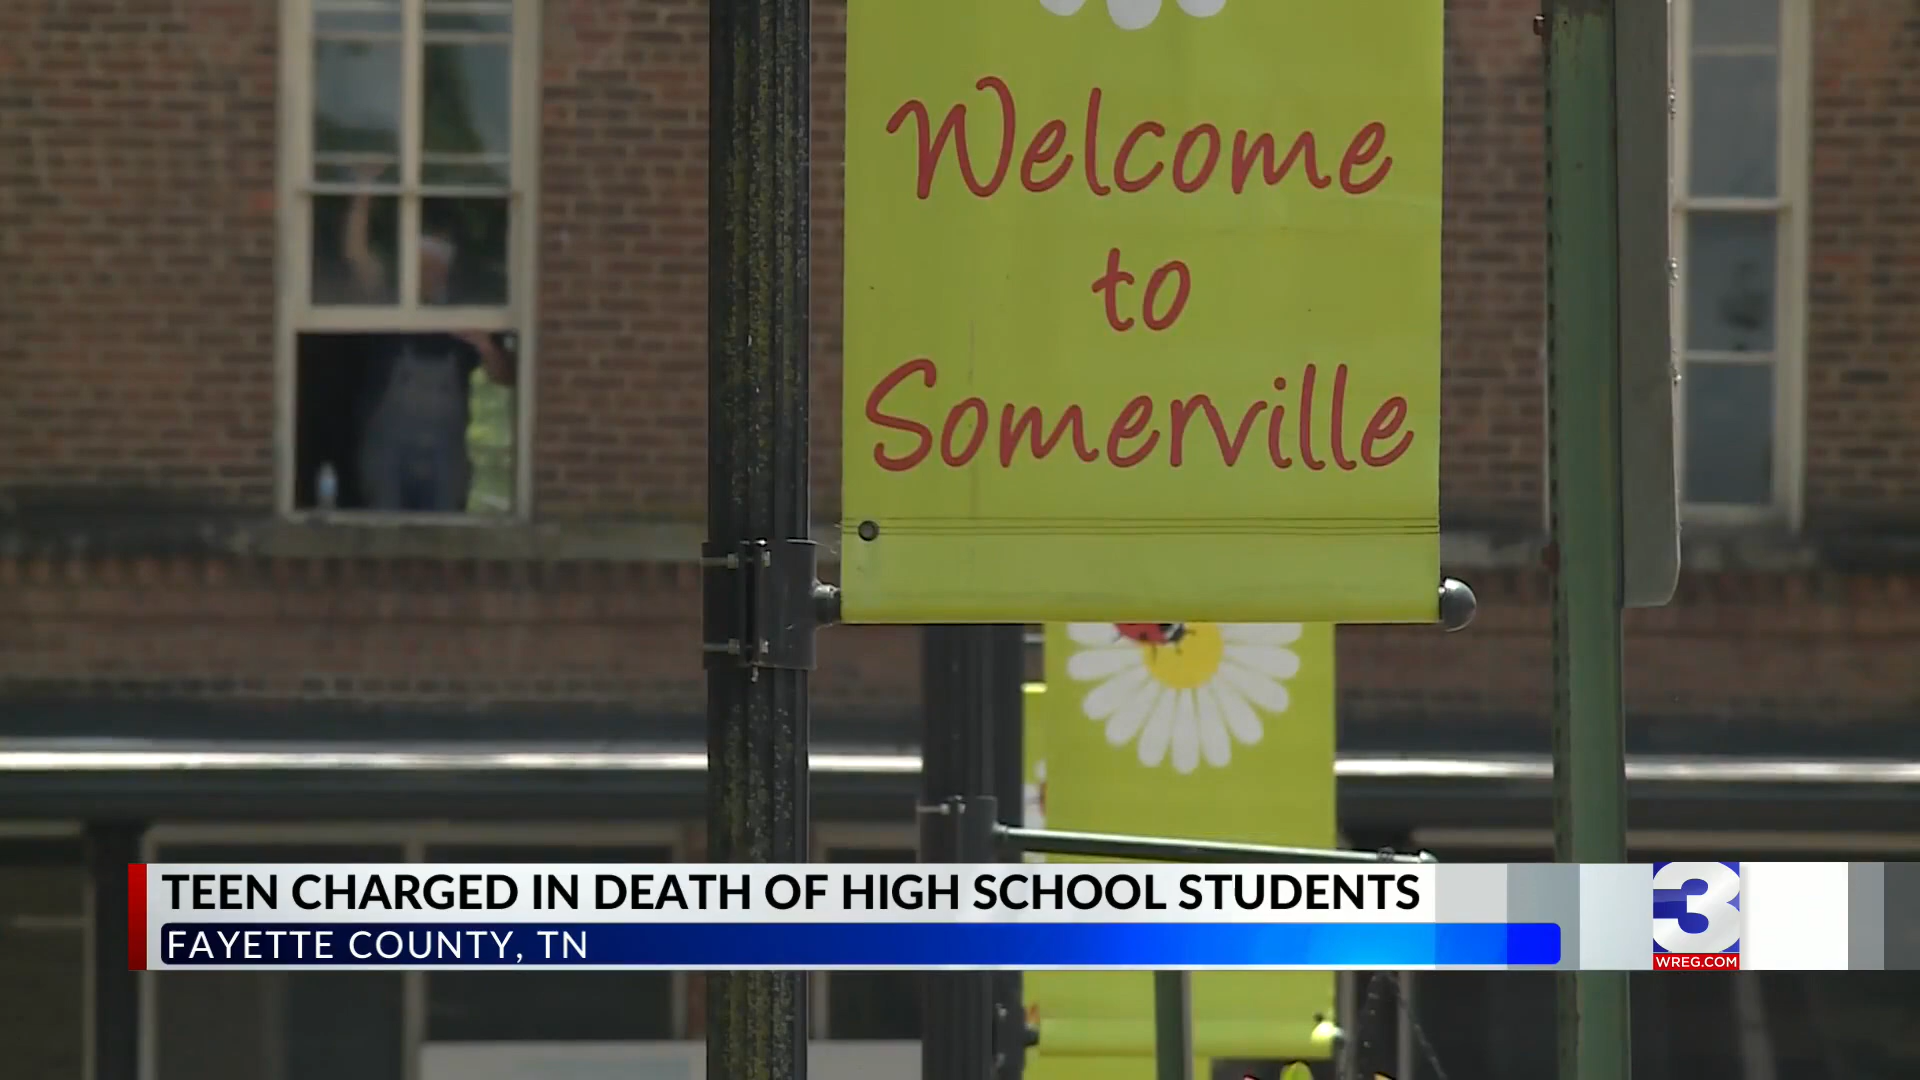 Welcome
to
Somerville
TEEN CHARGED IN DEATH OF HIGH SCHOOL STUDENTS
FAYETTE COUNTY, TN
3
WREG.COM